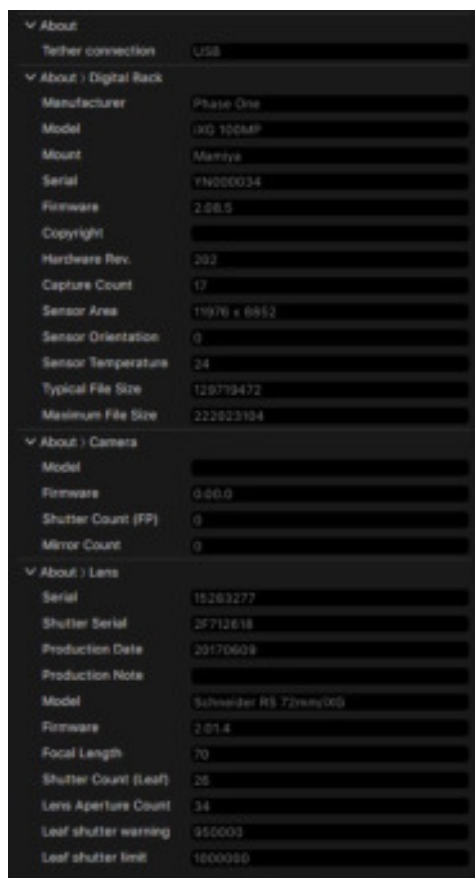 About
Tether connection USB
About > Digital Back
Manufacturer Phase One
Model iXG 100MP
Mount Mamiya
Serial YN000034
Firmware 2.08.5
Copyright
Hardware Rev. 202
Capture Count 17
Sensor Area
Sensor Orientation 0
Sensor Temperature 24
Typical File Size 129719472
Maximum File Size
About > Camera
Model
Firmware 0.00.0
Shutter Count (FP) 0
Mirror Count 0
About > Lens
Serial
Shutter Serial 2F712618
Production Date 20170609
Production Note
Model Schneider RS 72mm/iXG
Firmware 2.01.4
Focal Length 70
Shutter Count (Leaf) 26
Lens Aperture Count 34
Leaf shutter warning 950000
Leaf shutter limit 1000000